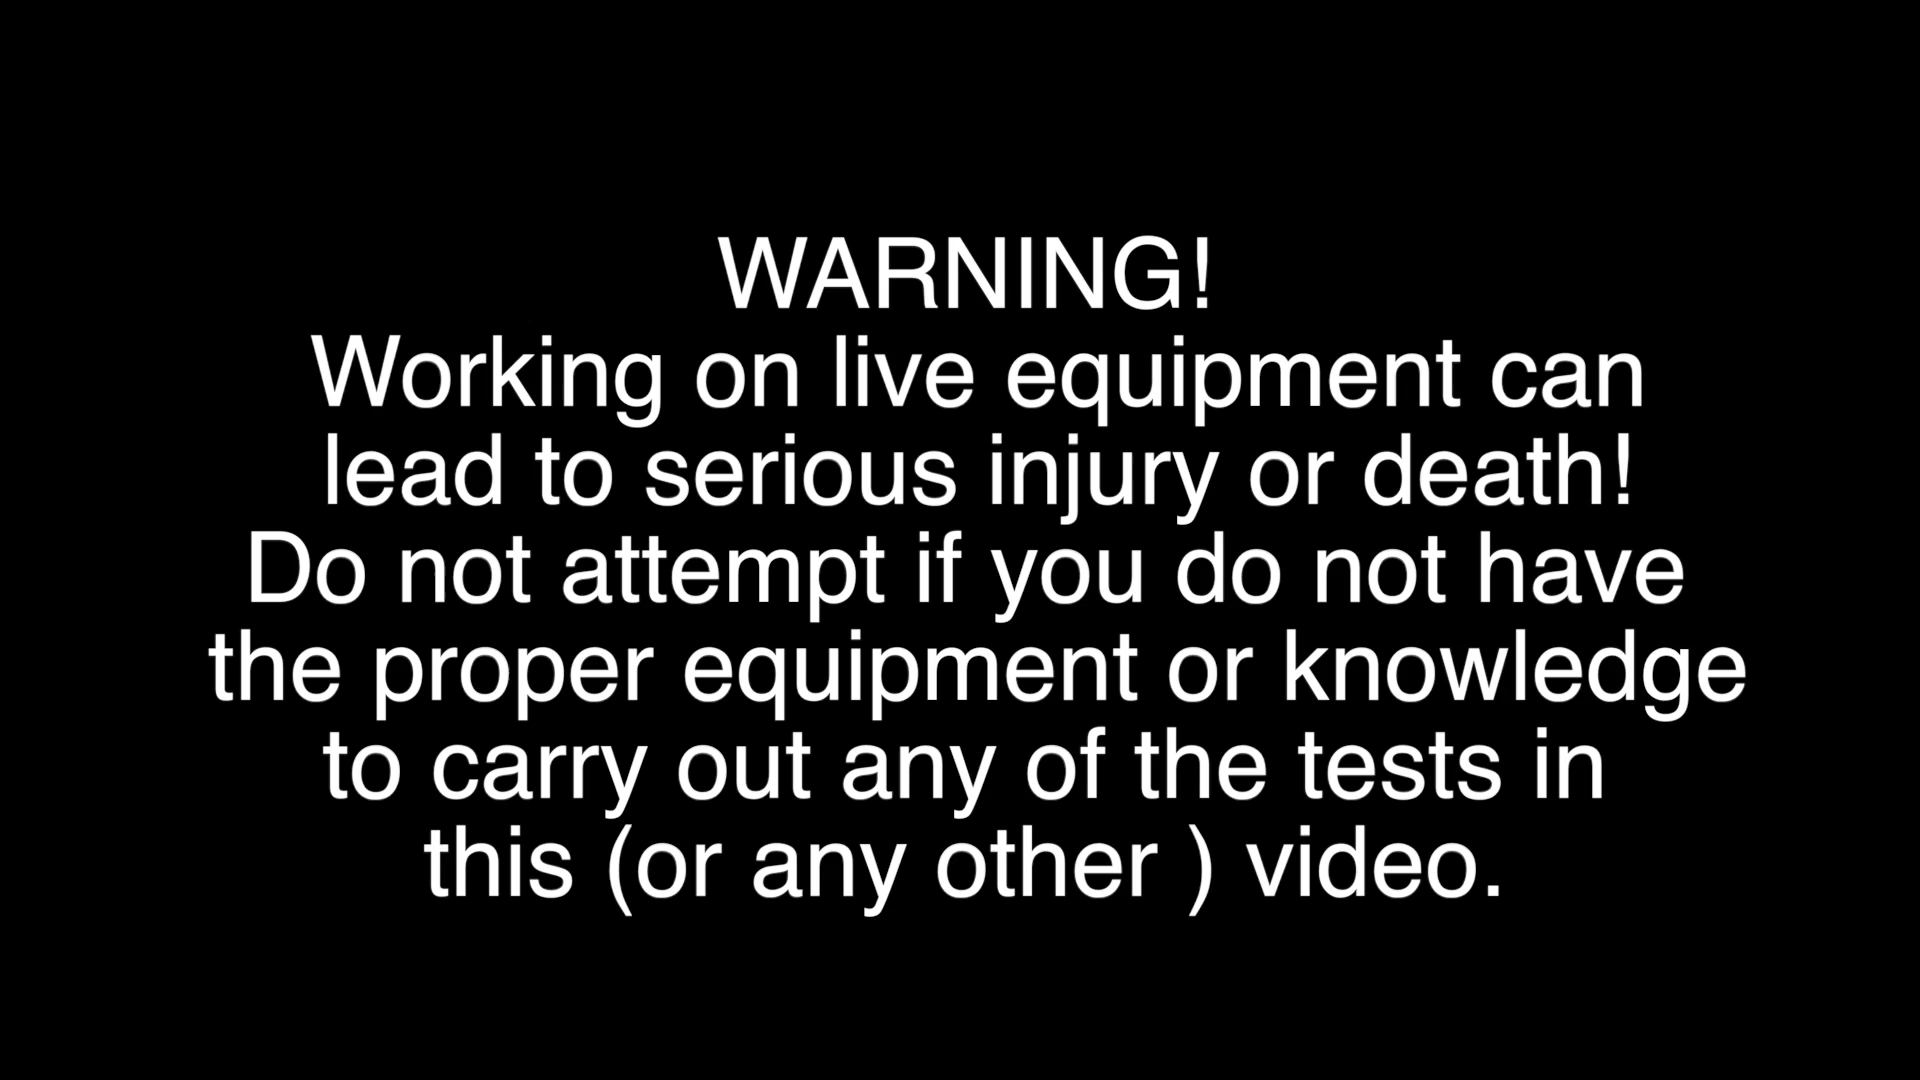 WARNING!
Working on live equipment can
lead to serious injury or death!
Do not attempt if you do not have
the proper equipment or knowledge
to carry out any of the tests in
this (or any other ) video.